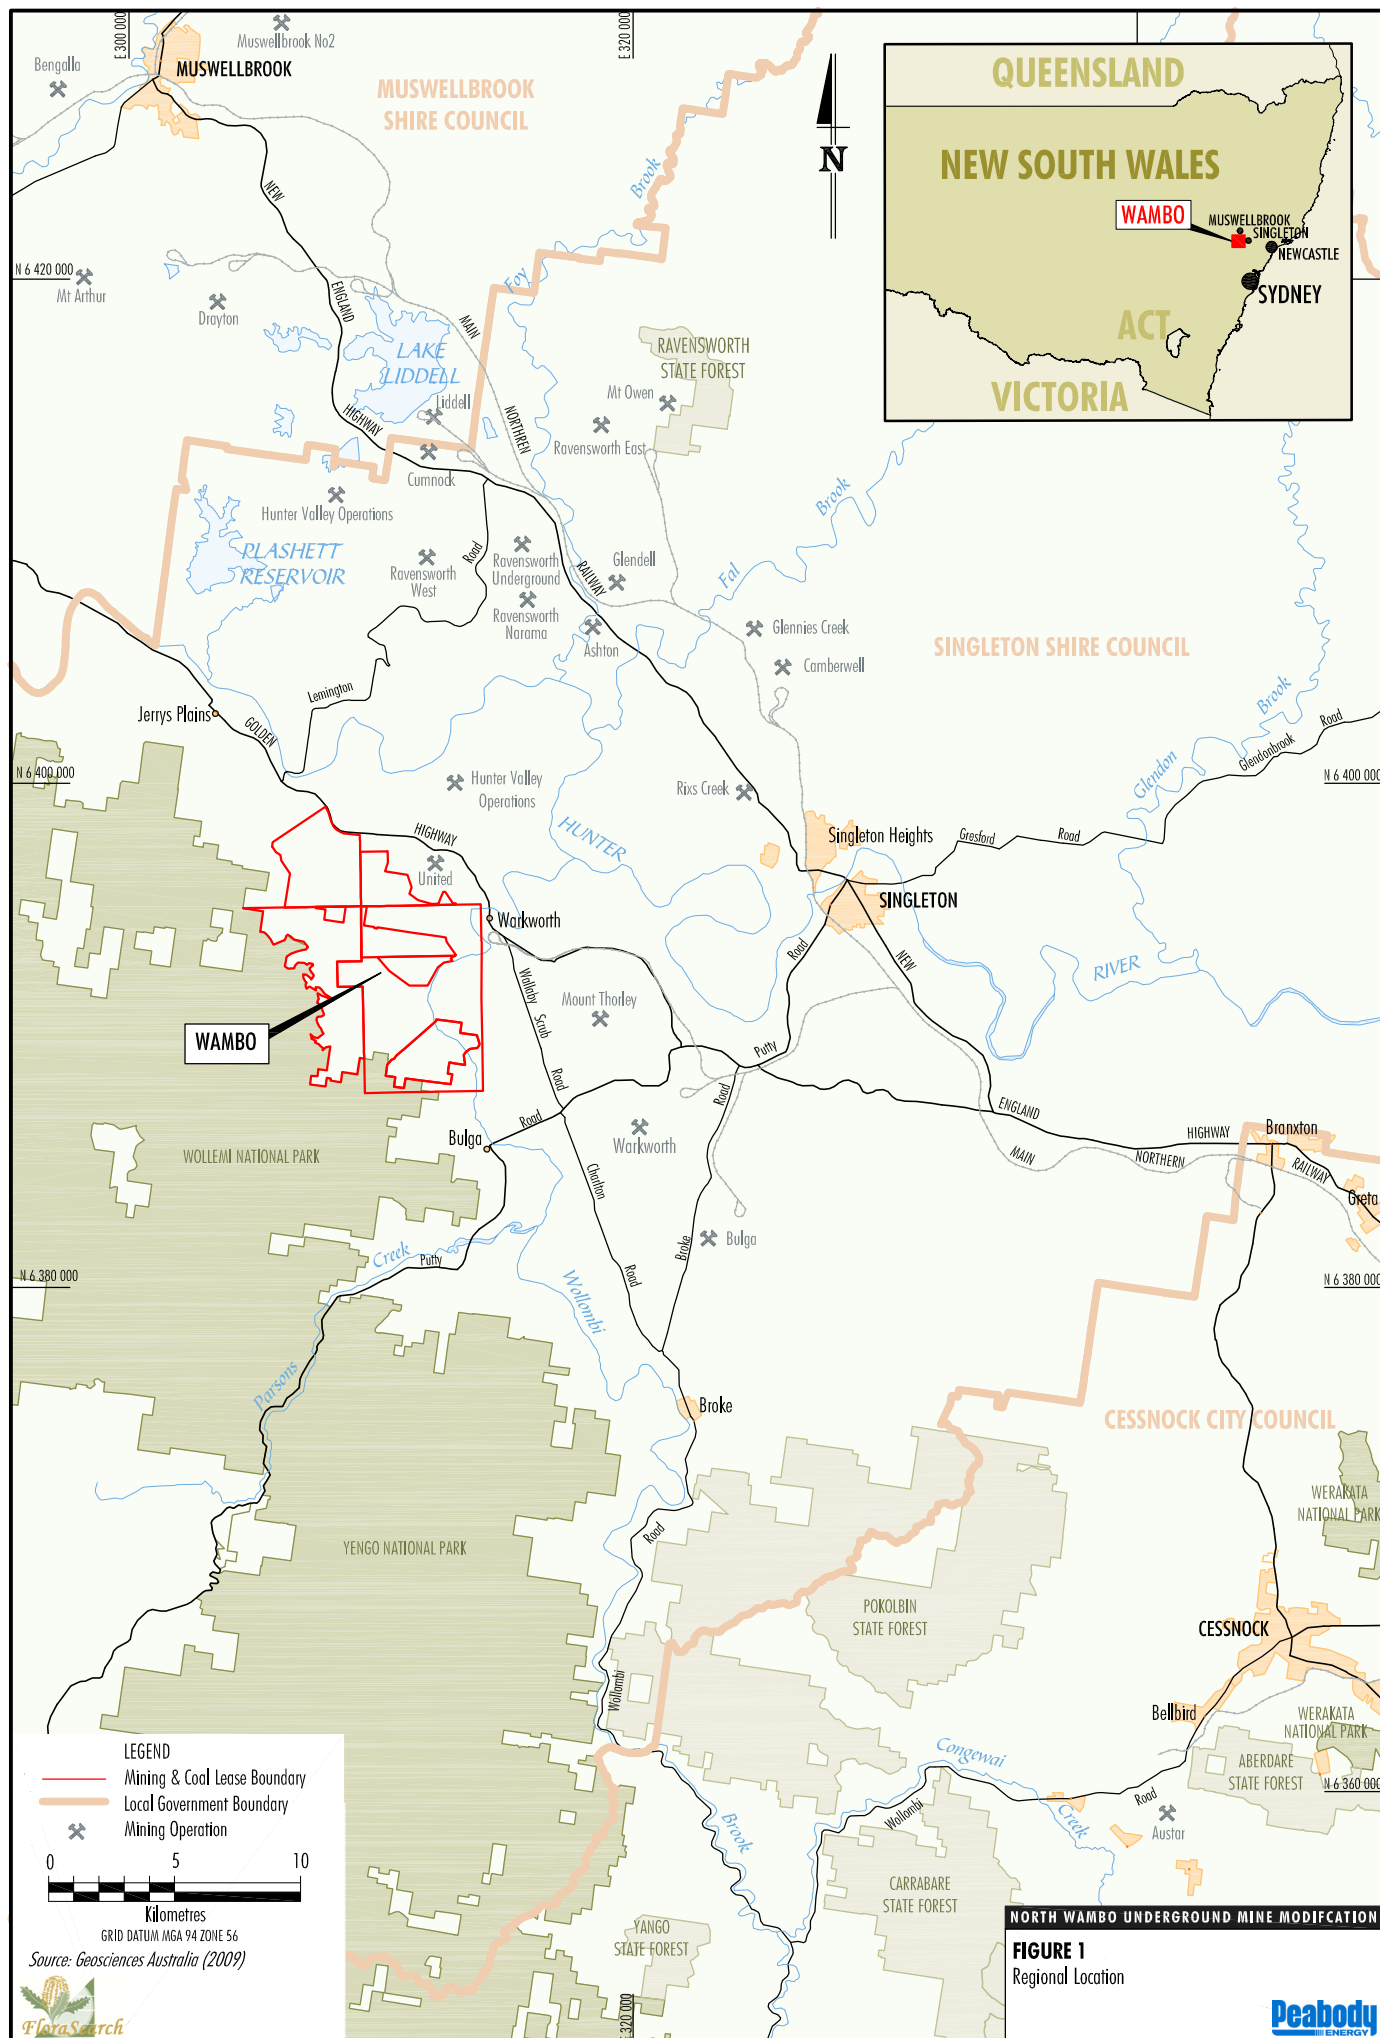 E 300 000
E 320 000
Muswellbrook No2
Bengalla
MUSWELLBROOK
MUSWELLBROOK
SHIRE COUNCIL
QUEENSLAND
NEW SOUTH WALES
WAMBO
MUSWELLBROOK
SINGLETON
NEWCASTLE
SYDNEY
ACT
VICTORIA
N
NEW
ENGLAND
HIGHWAY
Brook
Foy
N 6 420 000
Mt Arthur
Drayton
MAIN
NORTHREN
RAILWAY
LAKE
LIDDELL
Liddell
RAVENSWORTH
STATE FOREST
Mt Owen
Ravensworth East
Cumnock
Hunter Valley Operations
PLASHETT
RESERVOIR
Ravensworth
West
Road
Ravensworth
Underground
Ravensworth
Narama
Glendell
Ashton
Brook
Fal
Glennies Creek
Camberwell
SINGLETON SHIRE COUNCIL
Lemington
Jerrys Plains
GOLDEN
HIGHWAY
Brook
Glendon
Road
Glendonbrook
N 6 400 000
N 6 400 000
Hunter Valley
Operations
Rixs Creek
HUNTER
Singleton Heights
Gresford
Road
United
SINGLETON
Warkworth
Road
NEW
RIVER
Wallaby
Scrub
Road
Mount Thorley
WAMBO
Putty
Road
ENGLAND
HIGHWAY
Branxton
Bulga
Road
Warkworth
MAIN
NORTHERN
RAILWAY
Greta
WOLLEMI NATIONAL PARK
Charlton
Road
Broke
Bulga
Creek
Putty
Wollombi
N 6 380 000
N 6 380 000
Parsons
Broke
CESSNOCK CITY COUNCIL
WERAKATA
NATIONAL PARK
YENGO NATIONAL PARK
Road
POKOLBIN
STATE FOREST
CESSNOCK
Wollombi
Bellbird
WERAKATA
NATIONAL PARK
ABERDARE
STATE FOREST
N 6 360 000
Congewai
Creek
Wollombi
Road
Austar
Brook
CARRABARE
STATE FOREST
YANGO
STATE FOREST
320 000
LEGEND
Mining & Coal Lease Boundary
Local Government Boundary
Mining Operation
0 5 10
Kilometres
GRID DATUM MGA 94 ZONE 56
Source: Geosciences Australia (2009)
FloraSearch
NORTH WAMBO UNDERGROUND MINE MODIFCATION
FIGURE 1
Regional Location
Peabody
ENERGY